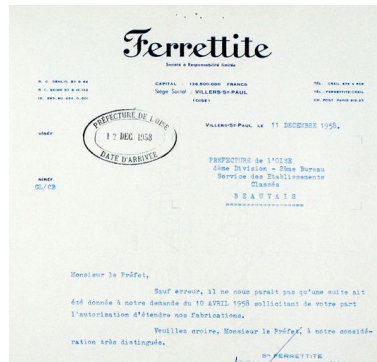 Ferrettite
Société à Responsabilité limitée
CAPITAL : 136.800.000 FRANCS
Siège Social : VILLERS-St-PAUL
(OISE)
VILLERS-St-PAUL, LE 11 DECEMBRE 1958.
PRÉFECTURE DE L'OISE
12 DEC. 1958
DATE D'ARRIVÉE
V/RÉF.
N/RÉF.
GL/CB
PREFECTURE de l'OISE
4ème Division - 2ème Bureau
Service des Etablissements
Classés
B E A U V A I S
Monsieur le Préfet,
Sauf erreur, il ne nous parait pas qu'une suite ait
été donnée à notre demande du 10 AVRIL 1958 sollicitant de votre part
l'autorisation d'étendre nos fabrications.
Veuillez croire, Monsieur le Préfet, à notre considé-
ration très distinguée.
Sté FERRETTITE